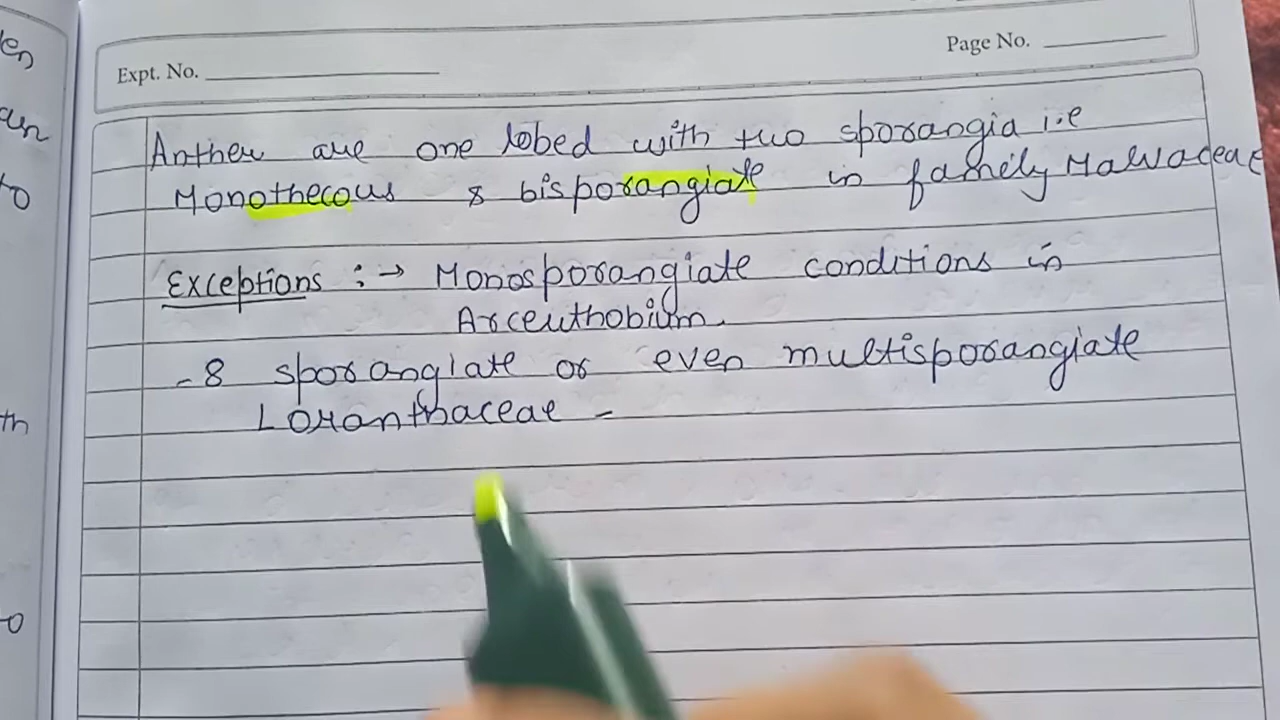 Expt. No.
Page No.
Anther are one lobed with two sporangia i.e
Monothecous & bisporangiate in family Malvaceae
Exceptions :→ Monosporangiate conditions in
Arceuthobium.
- 8 sporangiate or even multisporangiate
Loranthaceae -
th